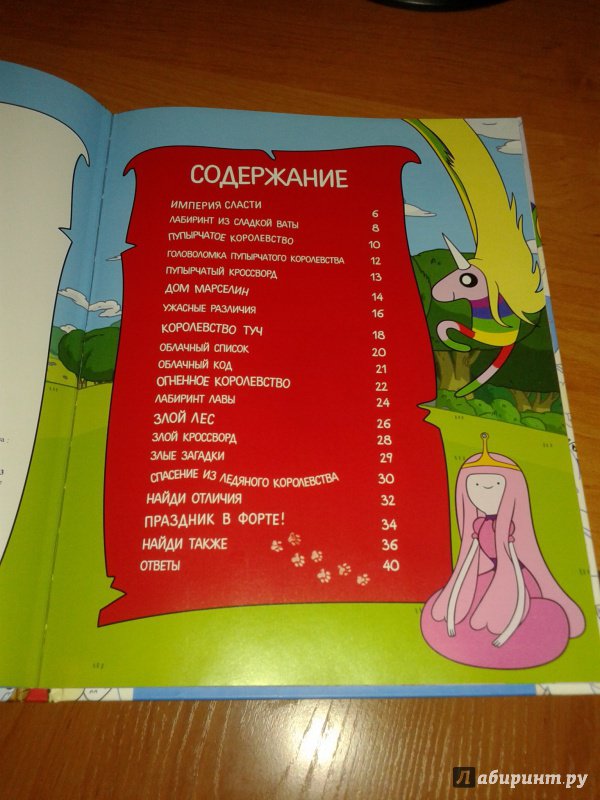 СОДЕРЖАНИЕ
ИМПЕРИЯ СЛАСТИ 6
ЛАБИРИНТ ИЗ СЛАДКОЙ ВАТЫ 8
ПУПЫРЧАТОЕ КОРОЛЕВСТВО 10
ГОЛОВОЛОМКА ПУПЫРЧАТОГО КОРОЛЕВСТВА 12
ПУПЫРЧАТЫЙ КРОССВОРД 13
ДОМ МАРСЕЛИН 14
УЖАСНЫЕ РАЗЛИЧИЯ 16
КОРОЛЕВСТВО ТУЧ 18
ОБЛАЧНЫЙ СПИСОК 20
ОБЛАЧНЫЙ КОД 21
ОГНЕННОЕ КОРОЛЕВСТВО 22
ЛАБИРИНТ ЛАВЫ 24
ЗЛОЙ ЛЕС 26
ЗЛОЙ КРОССВОРД 28
ЗЛЫЕ ЗАГАДКИ 29
СПАСЕНИЕ ИЗ ЛЕДЯНОГО КОРОЛЕВСТВА 30
НАЙДИ ОТЛИЧИЯ 32
ПРАЗДНИК В ФОРТЕ! 34
НАЙДИ ТАКЖЕ 36
ОТВЕТЫ 40
Лабиринт.ру